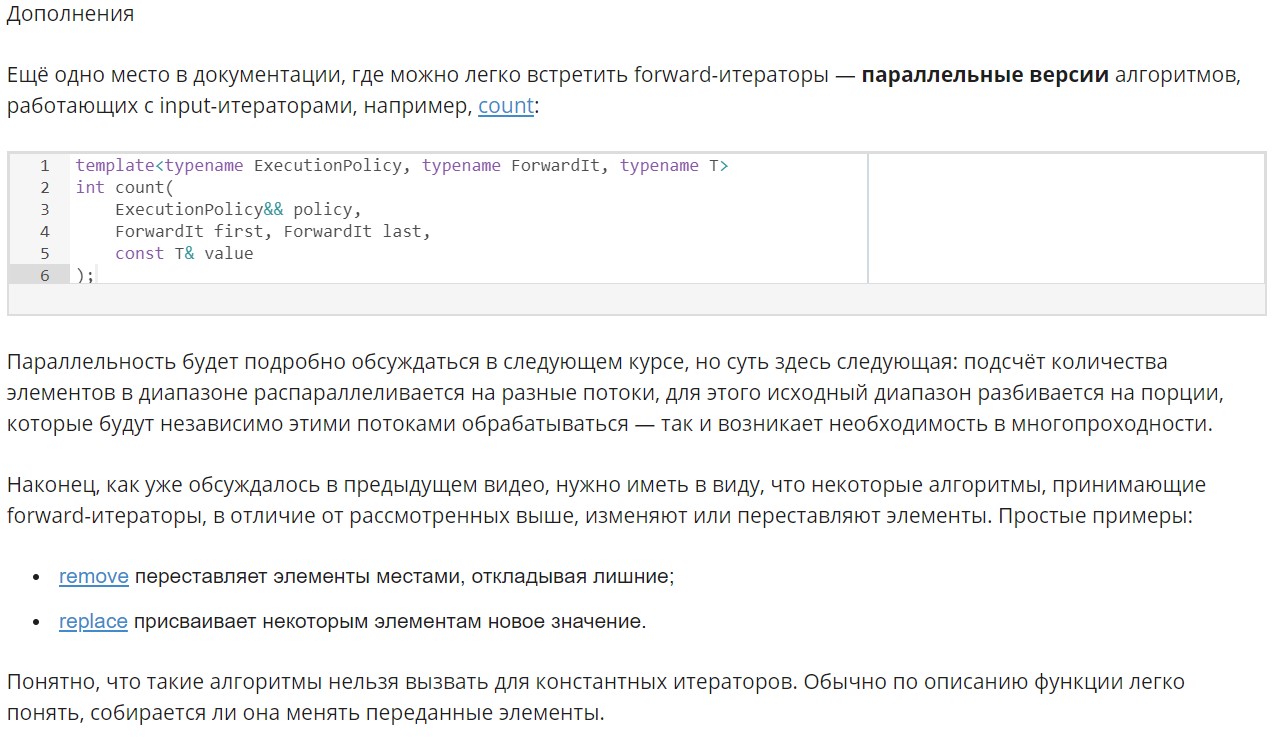 Дополнения
Ещё одно место в документации, где можно легко встретить forward-итераторы — параллельные версии алгоритмов,
работающих с input-итераторами, например, count:
1 template<typename ExecutionPolicy, typename ForwardIt, typename T>
2 int count(
3     ExecutionPolicy&& policy,
4     ForwardIt first, ForwardIt last,
5     const T& value
6 );
Параллельность будет подробно обсуждаться в следующем курсе, но суть здесь следующая: подсчёт количества
элементов в диапазоне распараллеливается на разные потоки, для этого исходный диапазон разбивается на порции,
которые будут независимо этими потоками обрабатываться — так и возникает необходимость в многопроходности.
Наконец, как уже обсуждалось в предыдущем видео, нужно иметь в виду, что некоторые алгоритмы, принимающие
forward-итераторы, в отличие от рассмотренных выше, изменяют или переставляют элементы. Простые примеры:
• remove переставляет элементы местами, откладывая лишние;
• replace присваивает некоторым элементам новое значение.
Понятно, что такие алгоритмы нельзя вызвать для константных итераторов. Обычно по описанию функции легко
понять, собирается ли она менять переданные элементы.